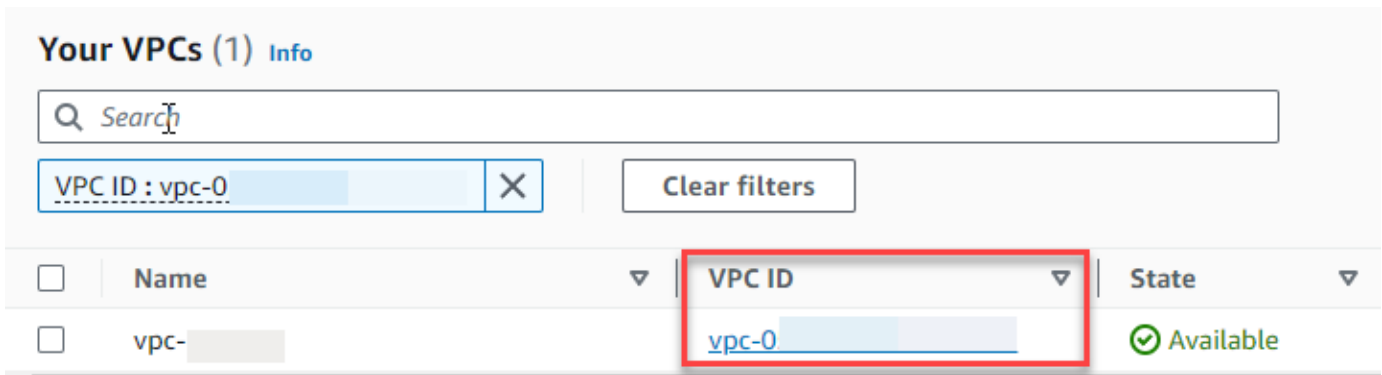 Your VPCs (1) Info
Search
VPC ID : vpc-0
Clear filters
Name VPC ID State
vpc- vpc-0 Available